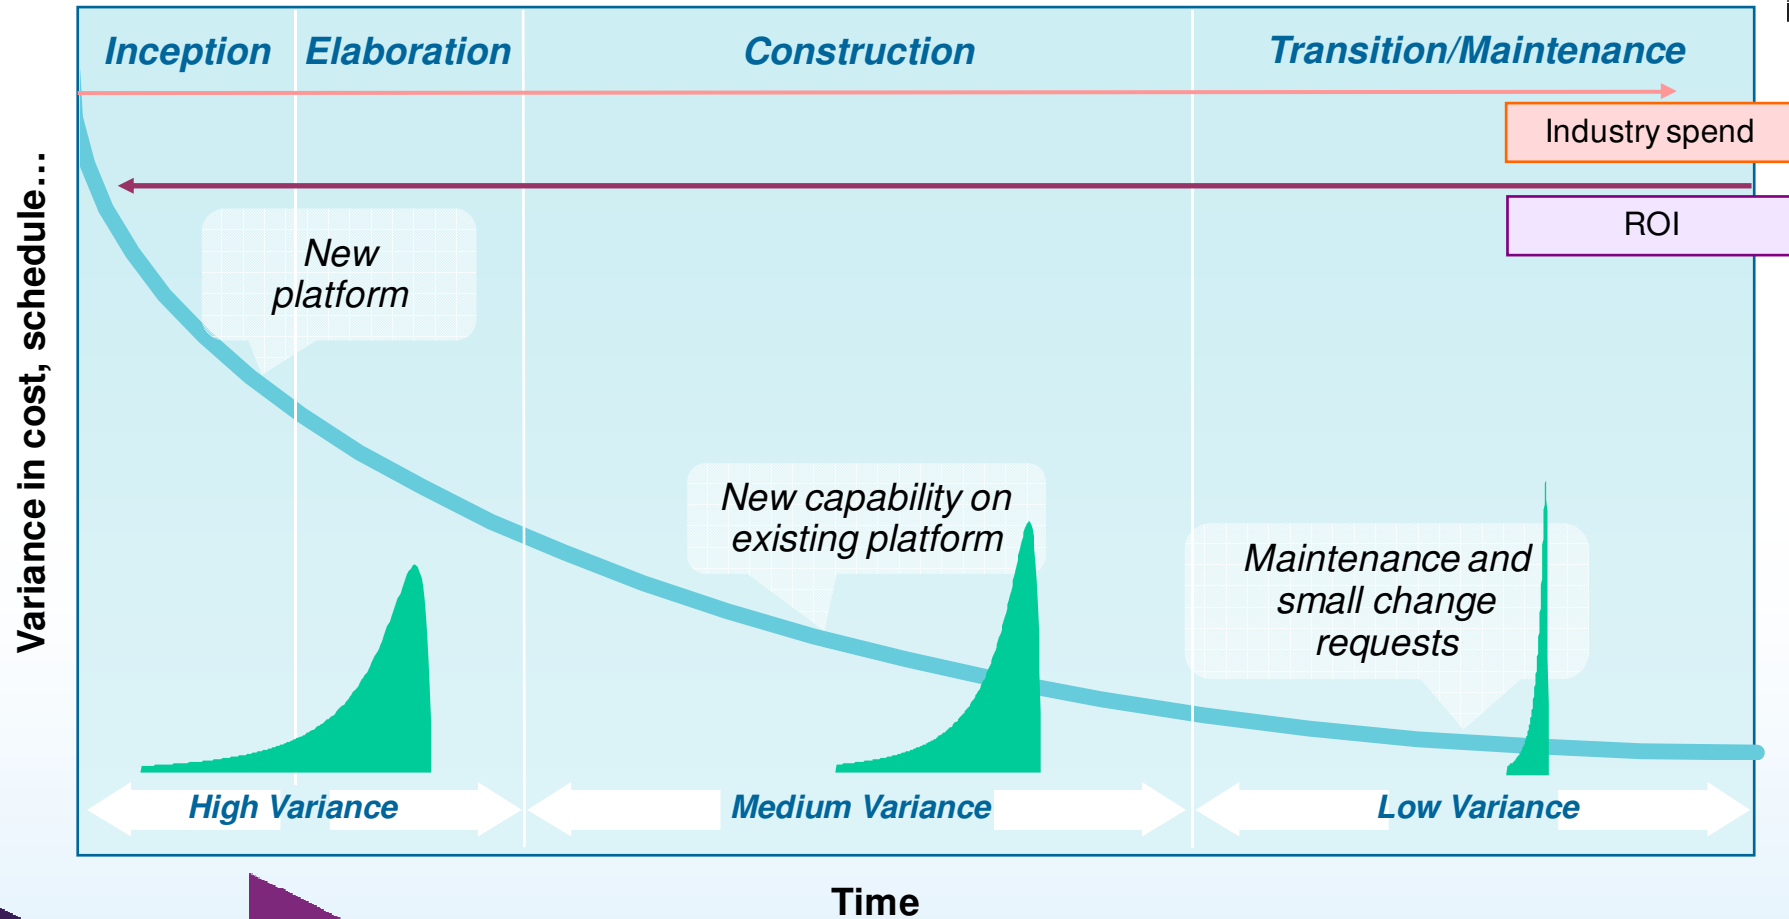 Inception
Elaboration
Construction
Transition/Maintenance
Industry spend
ROI
Variance in cost, schedule…
New
platform
New capability on
existing platform
Maintenance and
small change
requests
High Variance
Medium Variance
Low Variance
Time